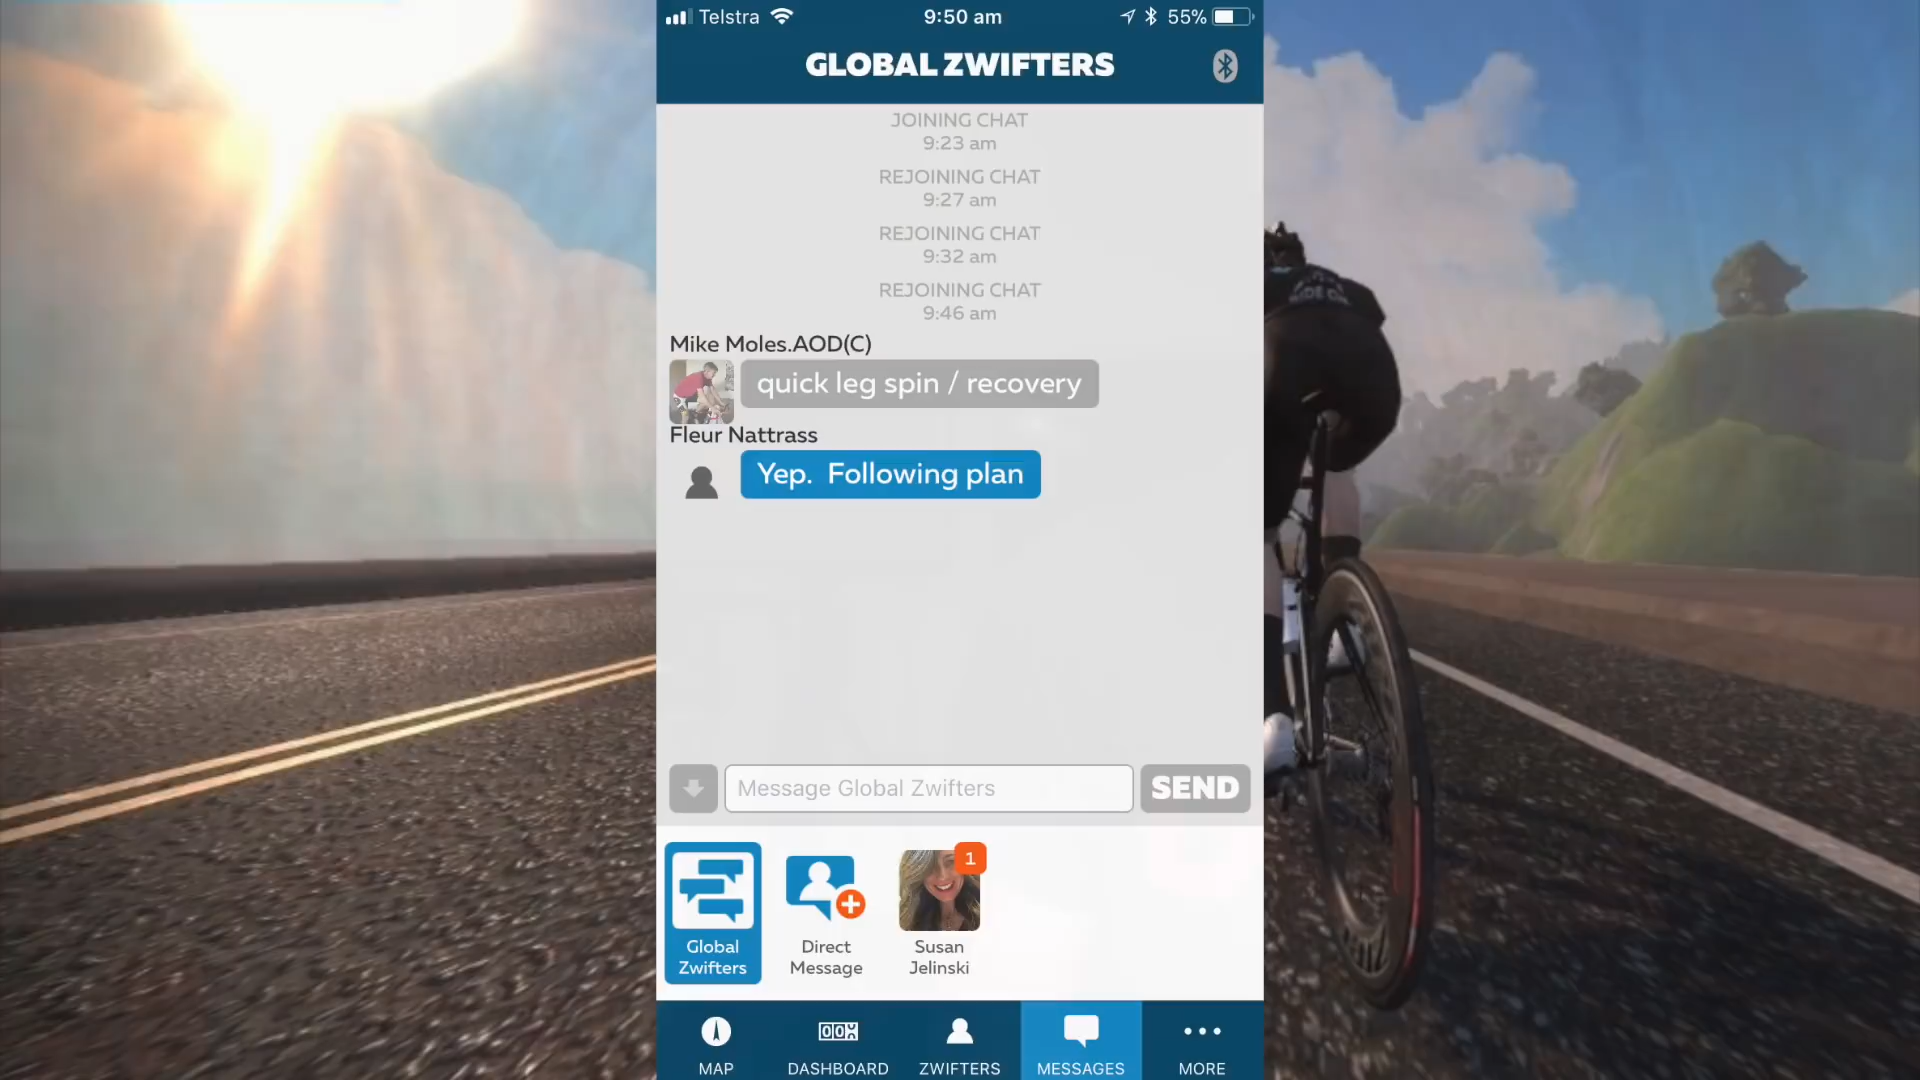 Telstra
9:50 am
55%
GLOBAL ZWIFTERS
JOINING CHAT
9:23 am
REJOINING CHAT
9:27 am
REJOINING CHAT
9:32 am
REJOINING CHAT
9:46 am
Mike Moles.AOD(C)
quick leg spin / recovery
Fleur Nattrass
Yep.  Following plan
RIDE ON
Message Global Zwifters
SEND
1
Global
Zwifters
Direct
Message
Susan
Jelinski
MAP
DASHBOARD
ZWIFTERS
MESSAGES
MORE